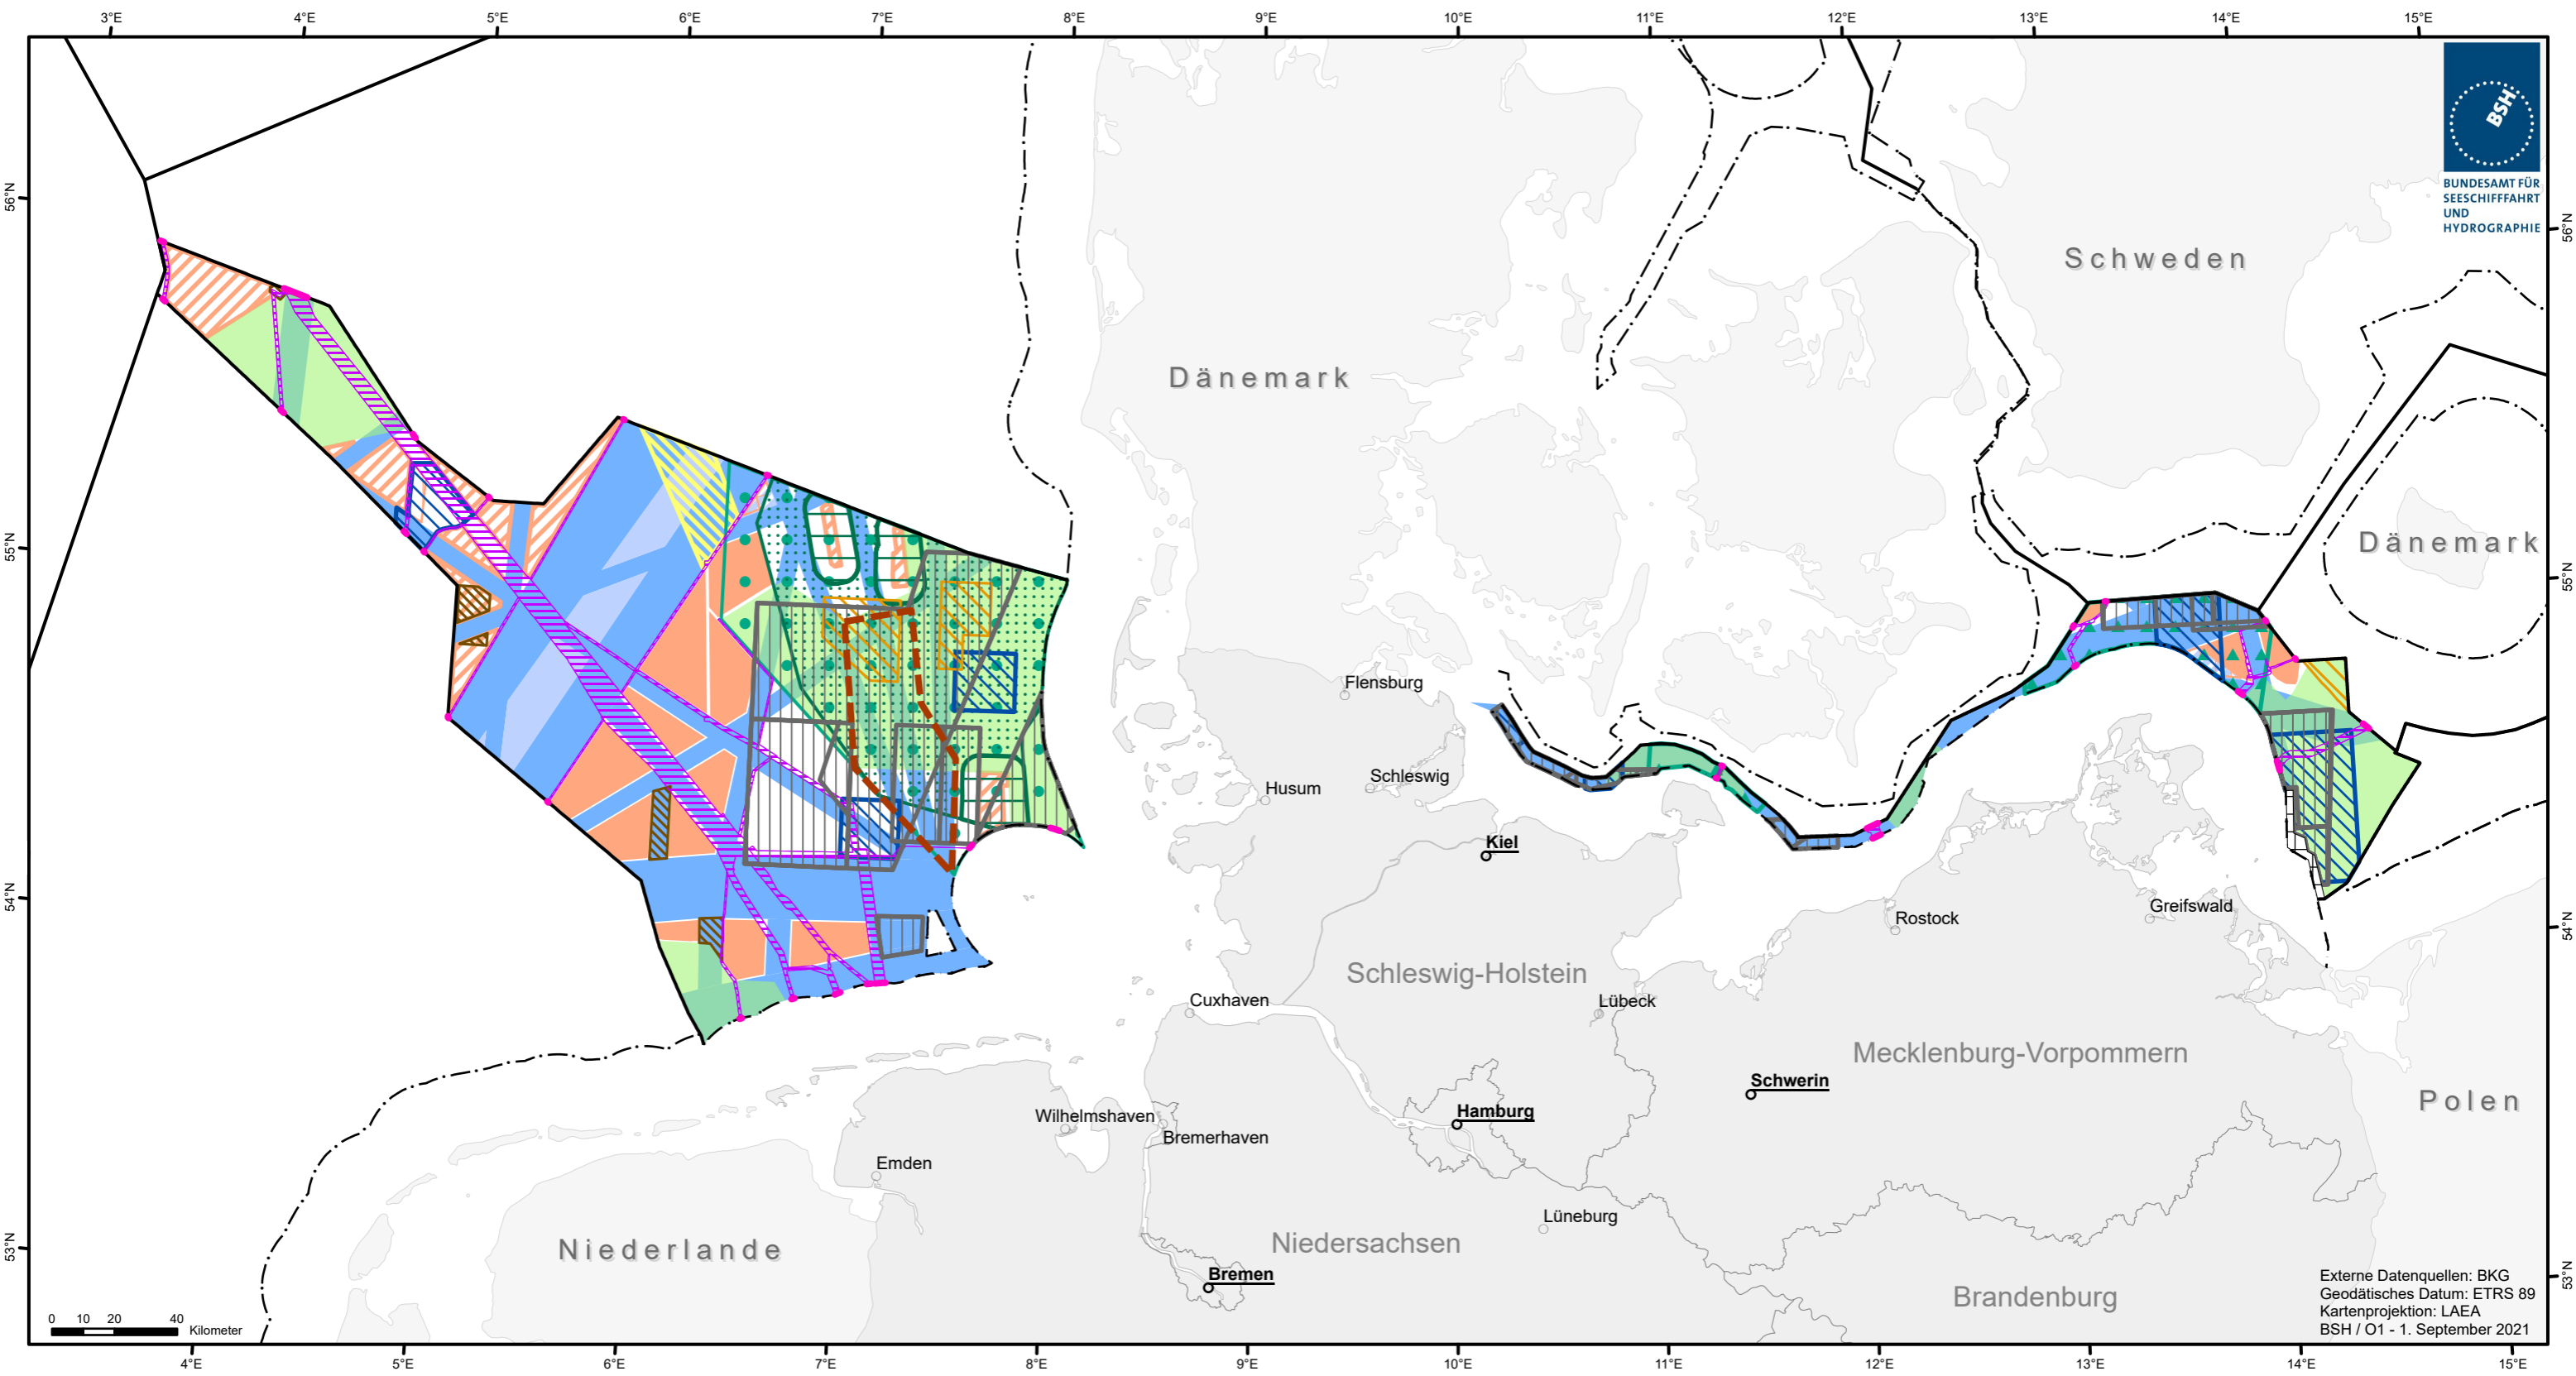 3°E 4°E 5°E 6°E 7°E 8°E 9°E 10°E 11°E 12°E 13°E 14°E 15°E
BSH
BUNDESAMT FÜR
SEESCHIFFFAHRT
UND
HYDROGRAPHIE
56°N
56°N
Schweden
Dänemark
Dänemark
55°N
55°N
Flensburg
Schleswig
Husum
Kiel
54°N
54°N
Greifswald
Rostock
Schleswig-Holstein
Cuxhaven
Lübeck
Mecklenburg-Vorpommern
Schwerin
Polen
Hamburg
Wilhelmshaven
Bremerhaven
Emden
Lüneburg
Niederlande
Niedersachsen
53°N
53°N
Bremen
Brandenburg
Externe Datenquellen: BKG
Geodätisches Datum: ETRS 89
Kartenprojektion: LAEA
BSH / O1 - 1. September 2021
0 10 20 40
Kilometer
4°E 5°E 6°E 7°E 8°E 9°E 10°E 11°E 12°E 13°E 14°E 15°E